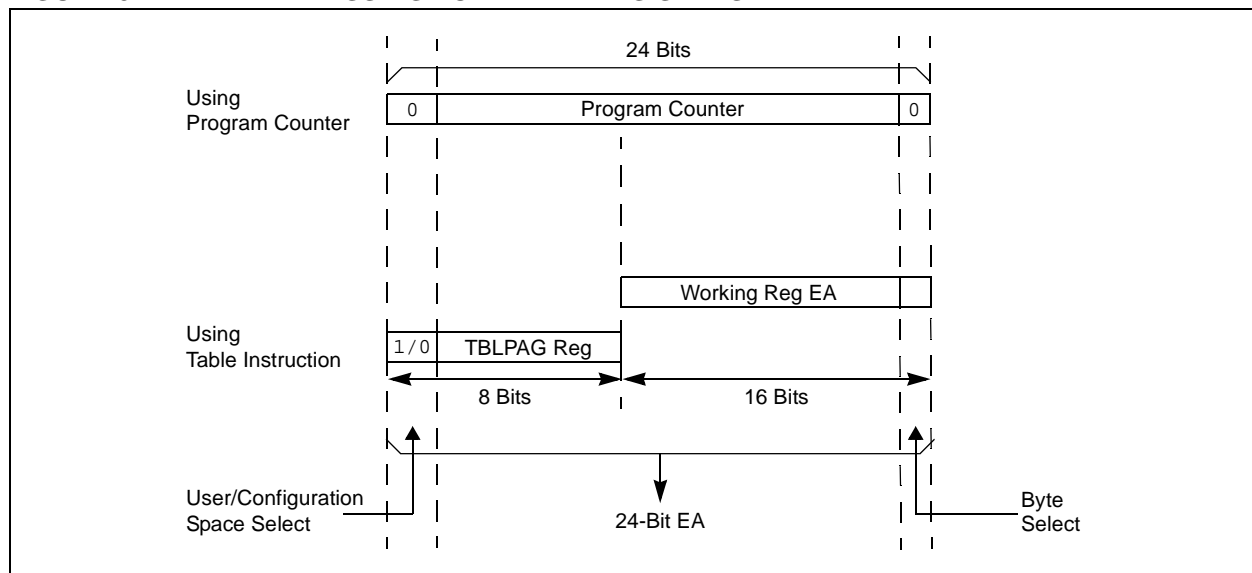 24 Bits
Using
Program Counter
0
Program Counter
0
Working Reg EA
Using
Table Instruction
1/0
TBLPAG Reg
8 Bits
16 Bits
User/Configuration
Space Select
24-Bit EA
Byte
Select